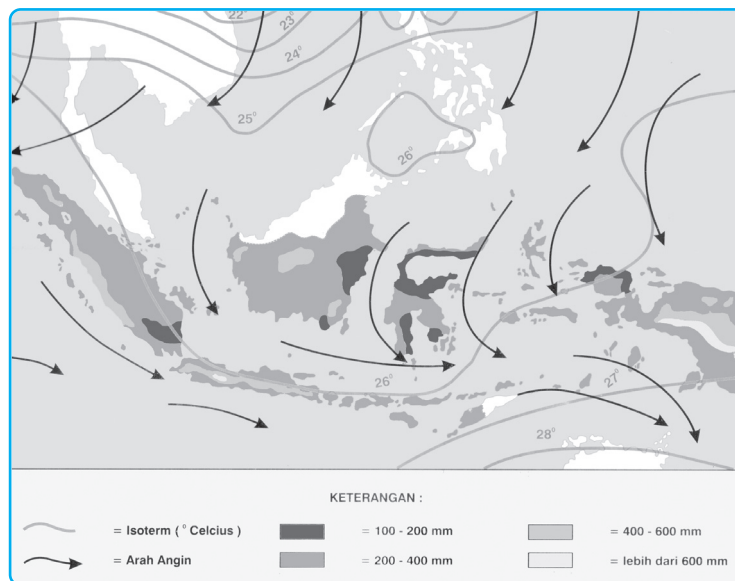 22°
23°
24°
25°
26°
26°
27°
28°
KETERANGAN :
= Isoterm ( ° Celcius )
= 100 - 200 mm
= 400 - 600 mm
= Arah Angin
= 200 - 400 mm
= lebih dari 600 mm